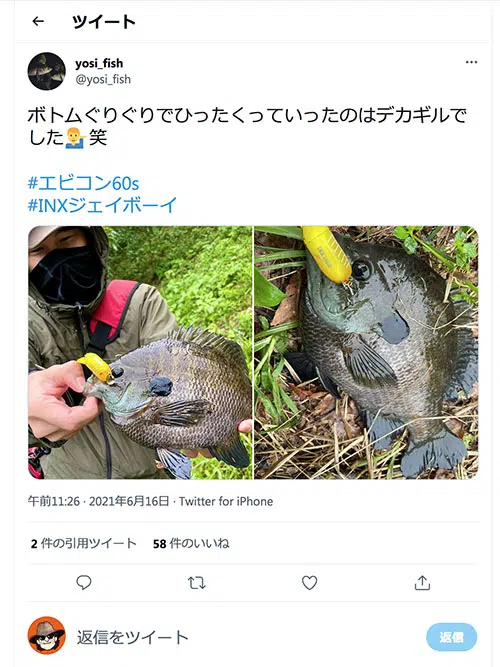 ツイート
yosi_fish
@yosi_fish
ボトムぐりぐりでひったくっていったのはデカギルで
した💁‍♂️笑
#エビコン60s
#INXジェイボーイ
午前11:26 · 2021年6月16日 · Twitter for iPhone
2 件の引用ツイート 58 件のいいね
返信をツイート
返信